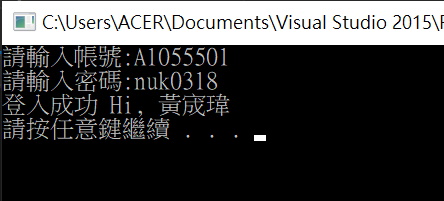 C:\Users\ACER\Documents\Visual Studio 2015\
請輸入帳號:A1055501
請輸入密碼:nuk0318
登入成功 Hi, 黃宬瑋
請按任意鍵繼續 . . .